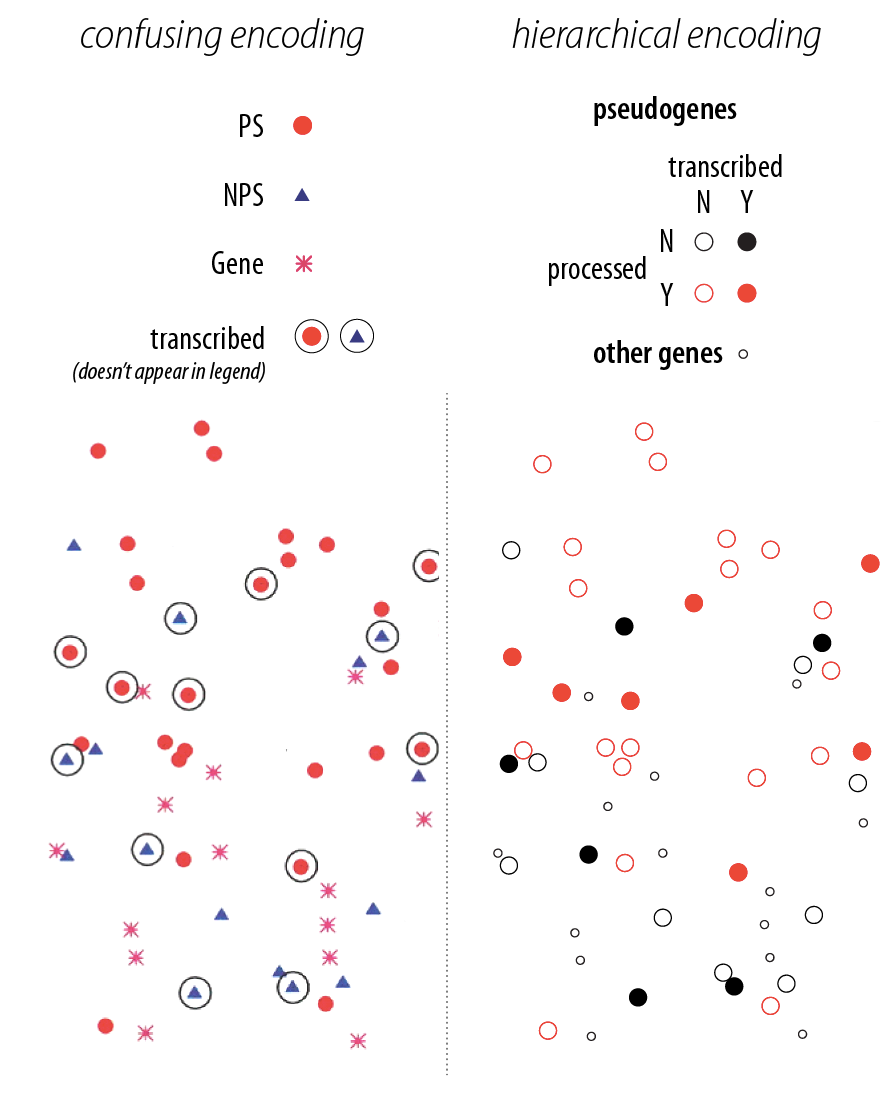 confusing encoding
PS
NPS
Gene
transcribed
(doesn't appear in legend)
hierarchical encoding
pseudogenes
transcribed
N Y
N
processed
Y
other genes